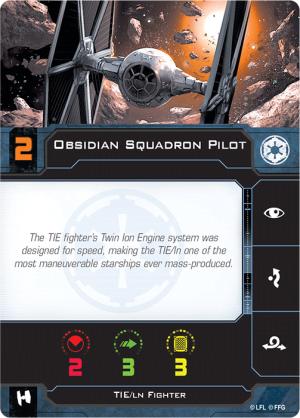 2 Obsidian Squadron Pilot
The TIE fighter's Twin Ion Engine system was
designed for speed, making the TIE/ln one of the
most maneuverable starships ever mass-produced.
2 3 3
TIE/ln Fighter
©LFL ©FFG